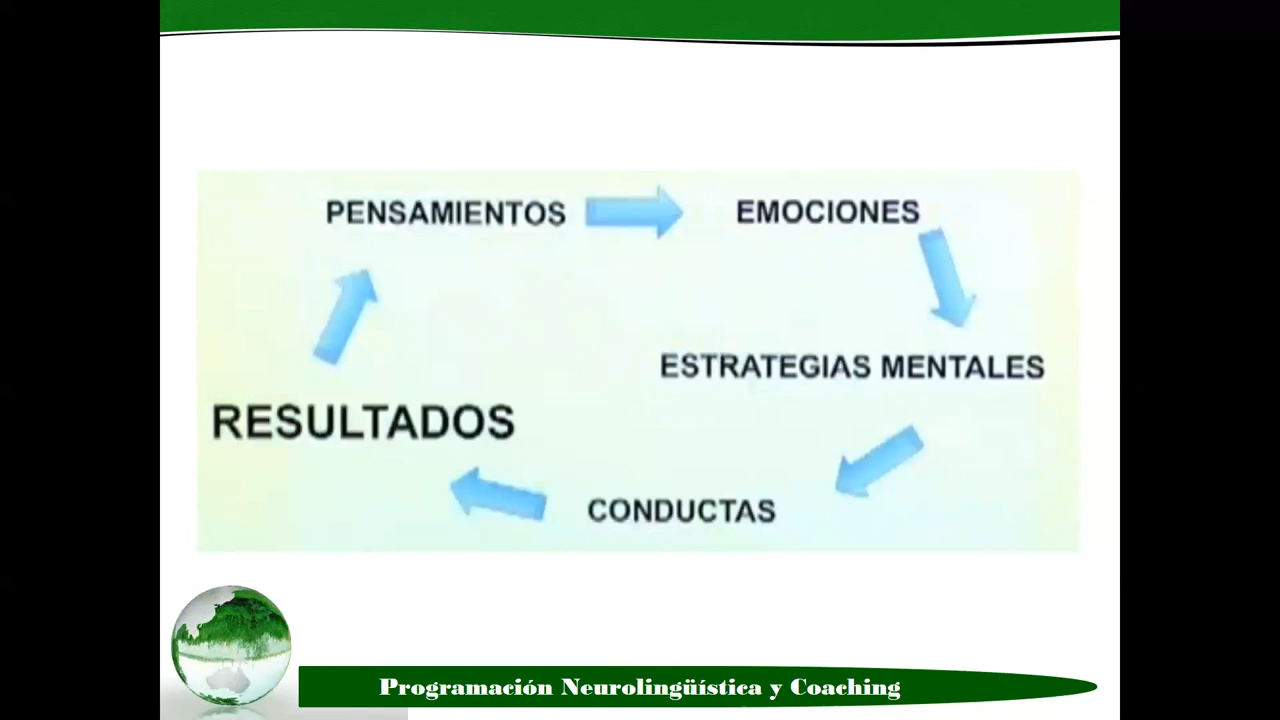 PENSAMIENTOS
EMOCIONES
ESTRATEGIAS MENTALES
CONDUCTAS
RESULTADOS
Programación Neurolingüística y Coaching